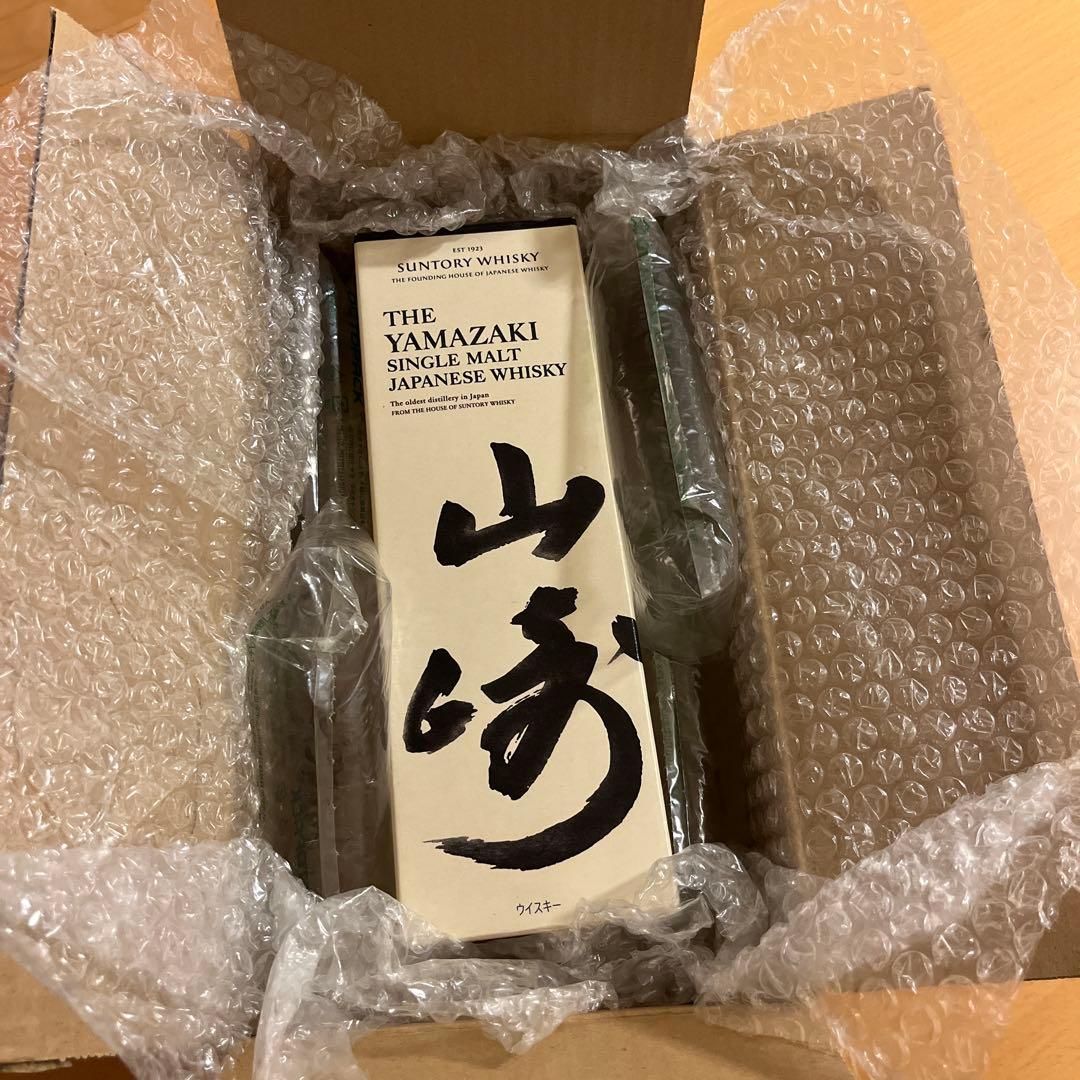 EST 1923
SUNTORY WHISKY
THE FOUNDING HOUSE OF JAPANESE WHISKY
THE
YAMAZAKI
SINGLE MALT
JAPANESE WHISKY
The oldest distillery in Japan
FROM THE HOUSE OF SUNTORY WHISKY
山
崎
ウイスキー